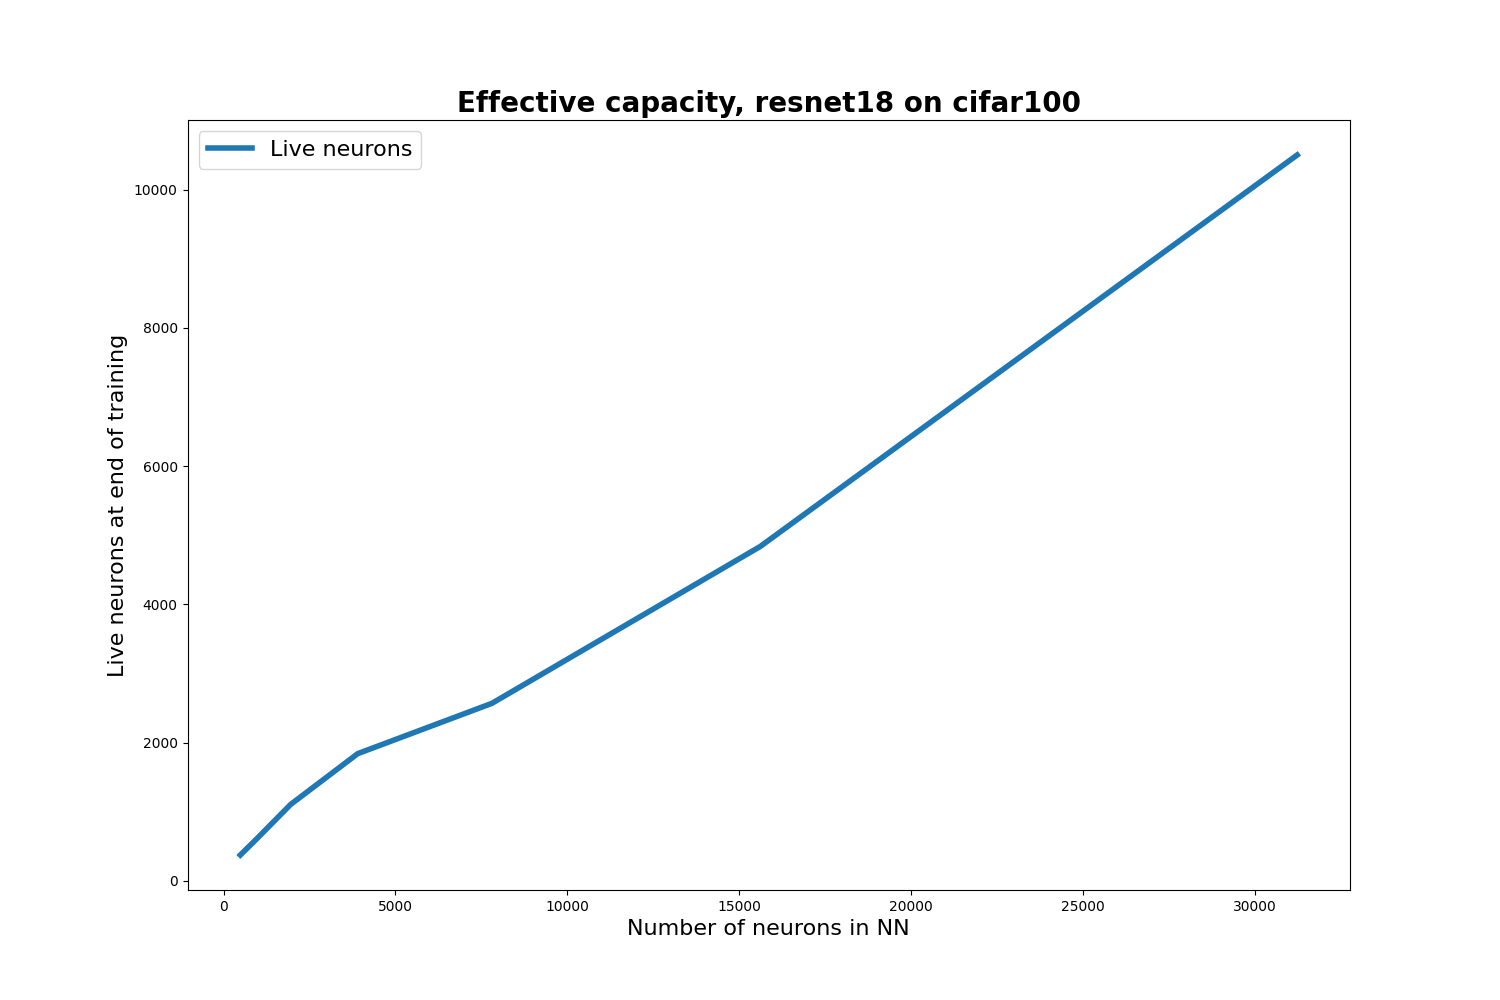 Effective capacity, resnet18 on cifar100
Live neurons
10000
8000
6000
4000
2000
0
Live neurons at end of training
0 5000 10000 15000 20000 25000 30000
Number of neurons in NN